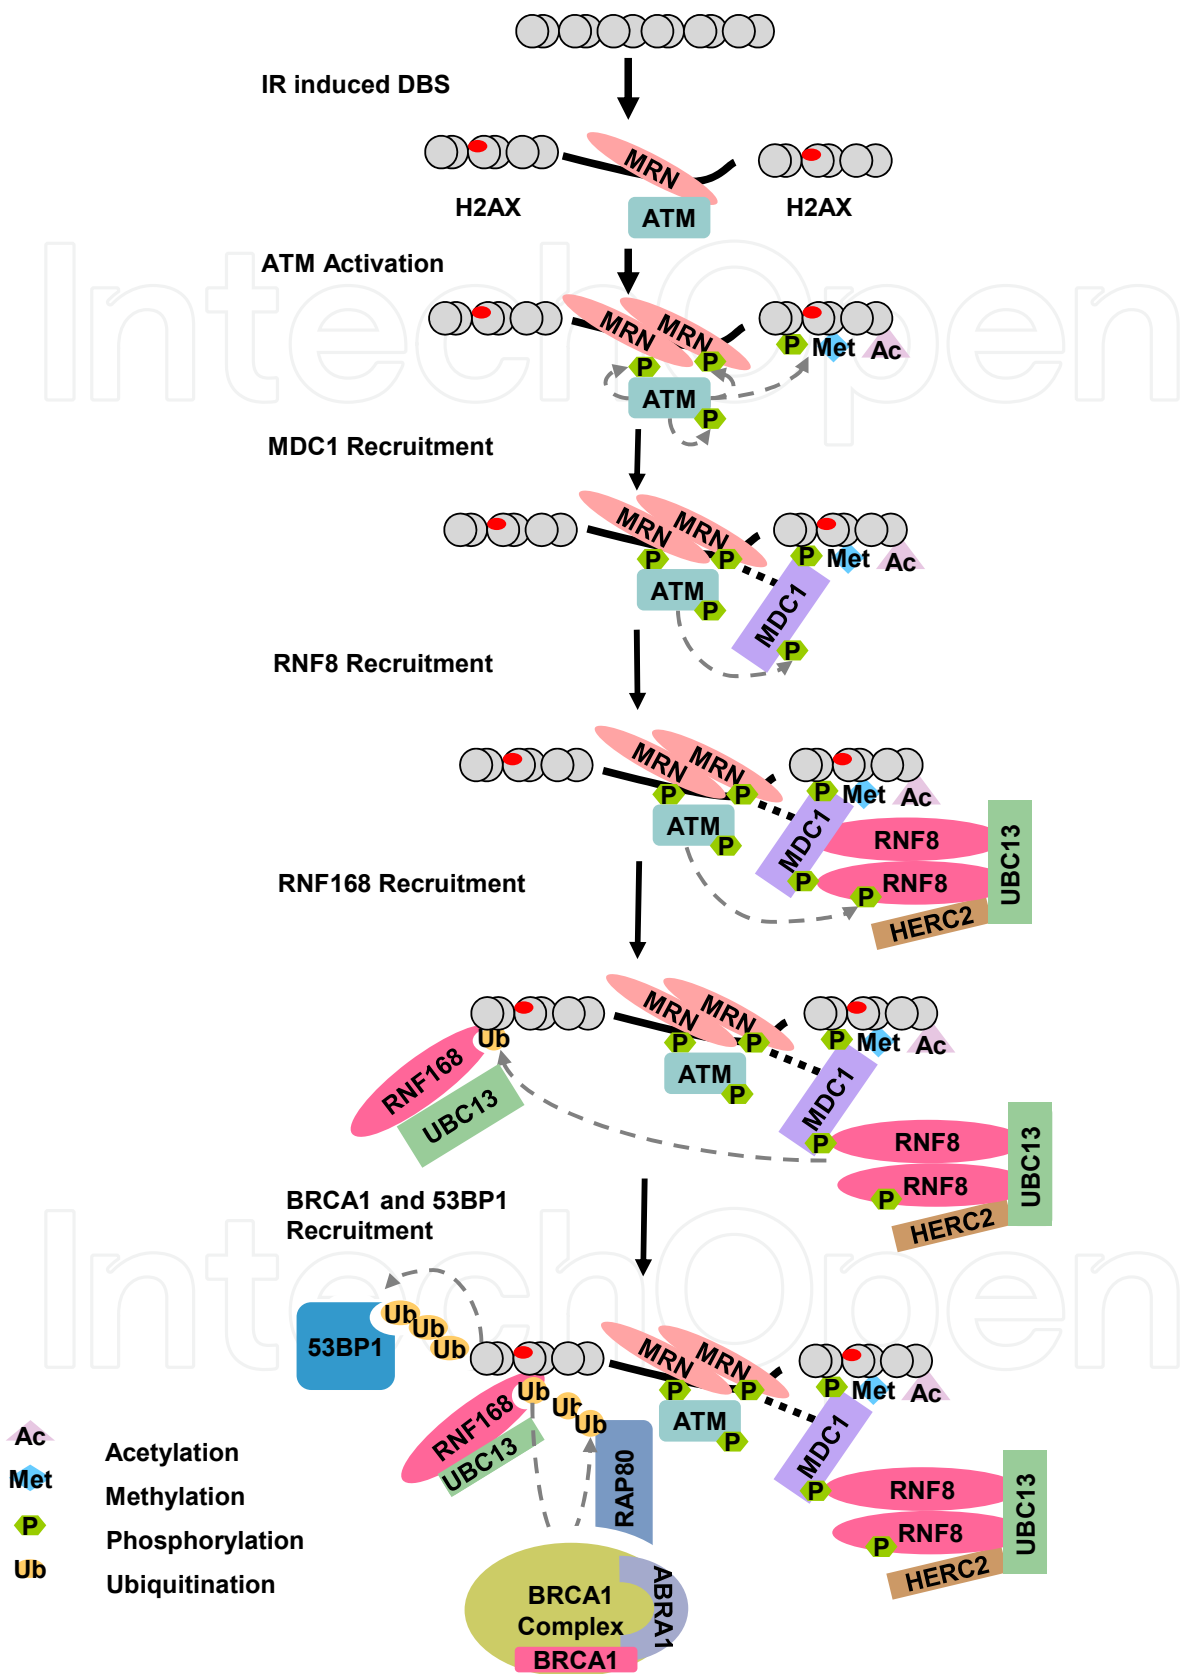 IR induced DBS
MRN
H2AX
ATM
H2AX
ATM Activation
MRN
MRN
P
Met
Ac
P
P
ATM
P
MDC1 Recruitment
MRN
MRN
P
Met
Ac
P
P
ATM
P
MDC1
P
RNF8 Recruitment
MRN
MRN
P
Met
Ac
P
P
ATM
P
MDC1
RNF8
P
RNF8
P
UBC13
HERC2
RNF168 Recruitment
MRN
MRN
P
Met
Ac
Ub
P
P
RNF168
UBC13
ATM
P
MDC1
P
RNF8
RNF8
P
UBC13
HERC2
BRCA1 and 53BP1
Recruitment
53BP1
Ub
Ub
Ub
MRN
MRN
P
Met
Ac
P
P
RNF168
UBC13
Ub
Ub
Ub
ATM
P
MDC1
P
RNF8
RNF8
P
UBC13
HERC2
RAP80
ABRA1
BRCA1
Complex
BRCA1
Ac
Acetylation
Met
Methylation
P
Phosphorylation
Ub
Ubiquitination
IntechOpen
IntechOpen